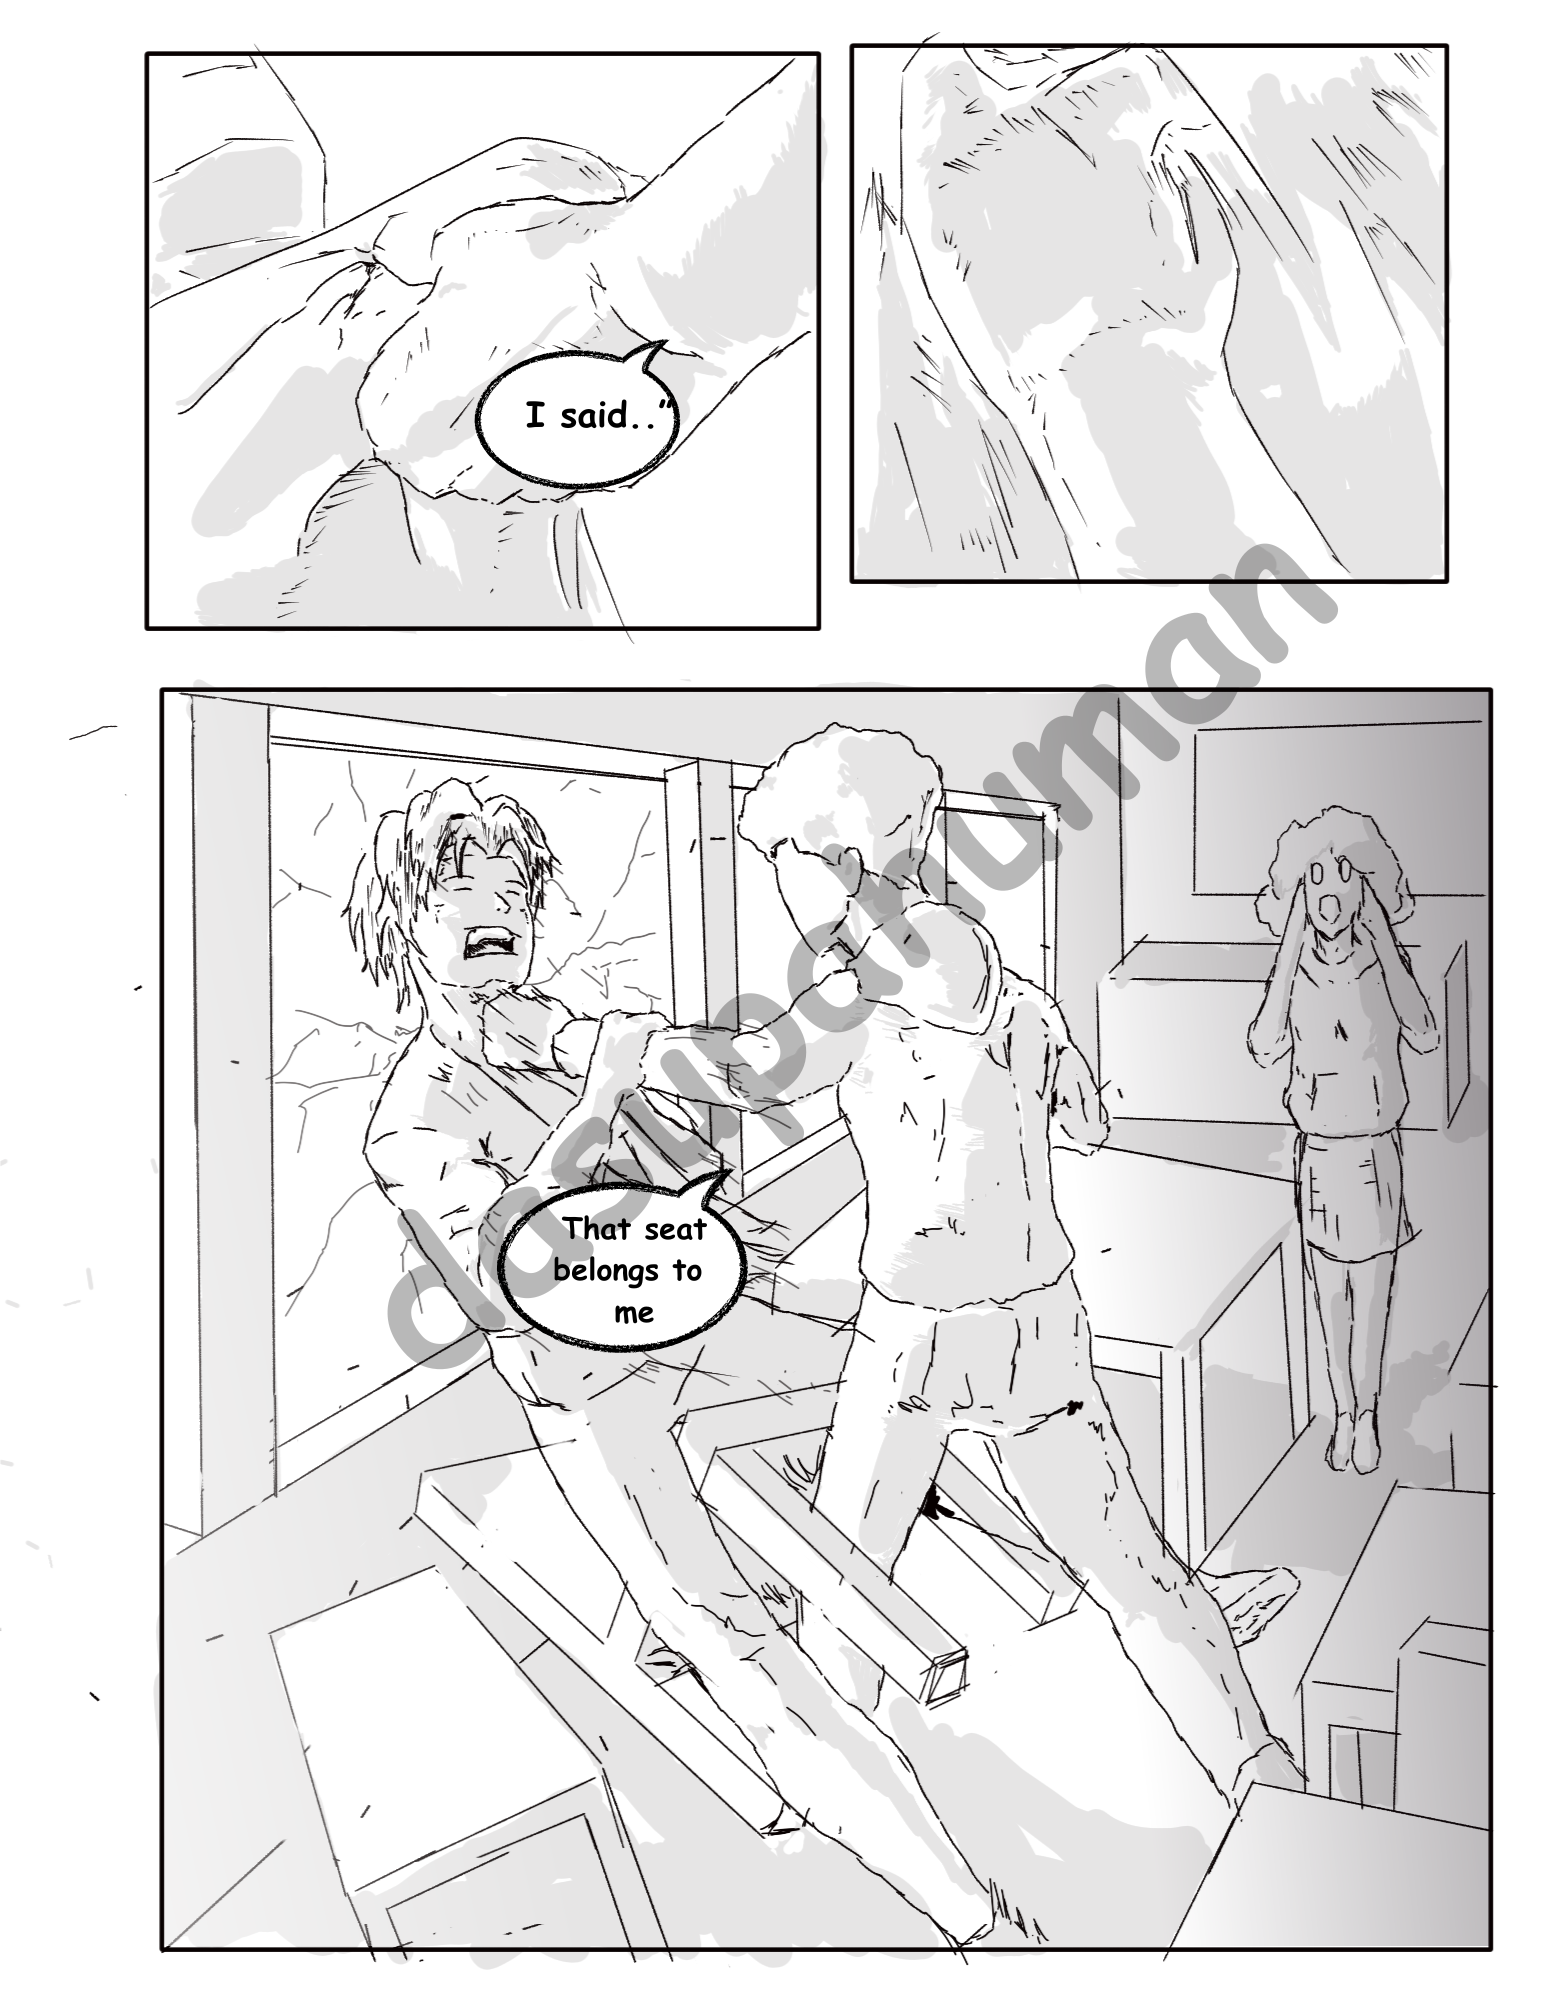 I said.."
That seat
belongs to
me
dasupahuman